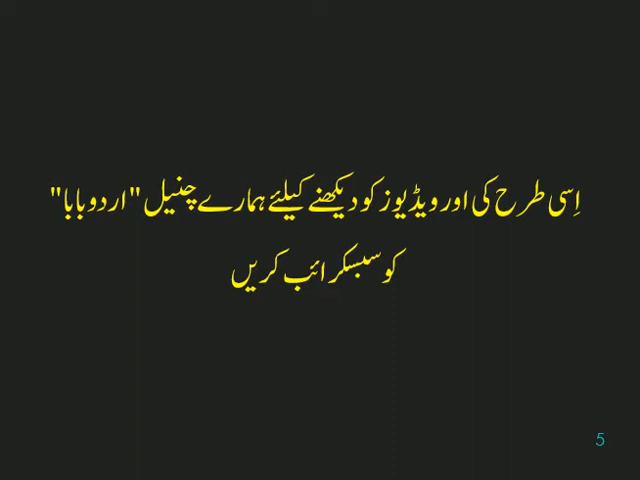 اِسی طرح کی اور ویڈیوز کو دیکھنے کیلئے ہمارے چنیل "اردو بابا"
کو سبسکرائب کریں
5